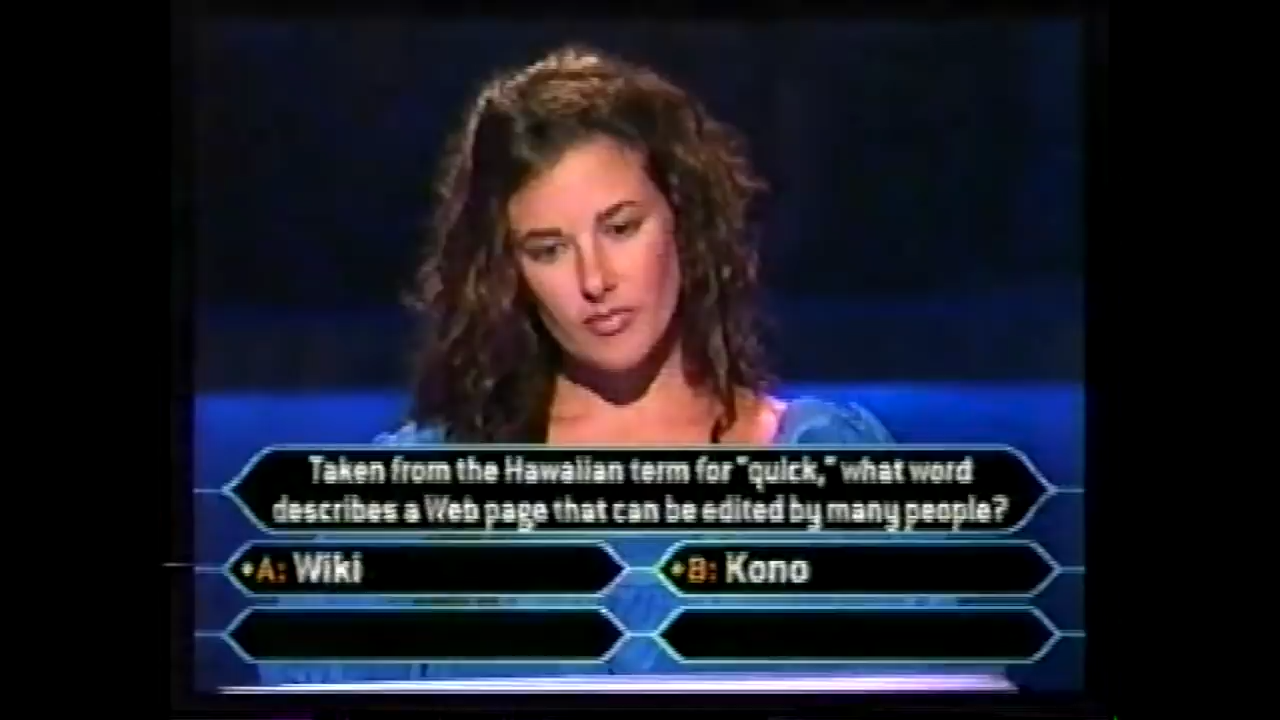 Taken from the Hawaiian term for "quick," what word
describes a Web page that can be edited by many people?
A: Wiki
B: Kono